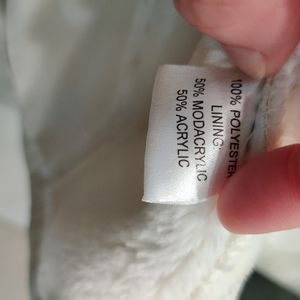 100% POLYESTER
LINING:
50% MODACRYLIC
50% ACRYLIC